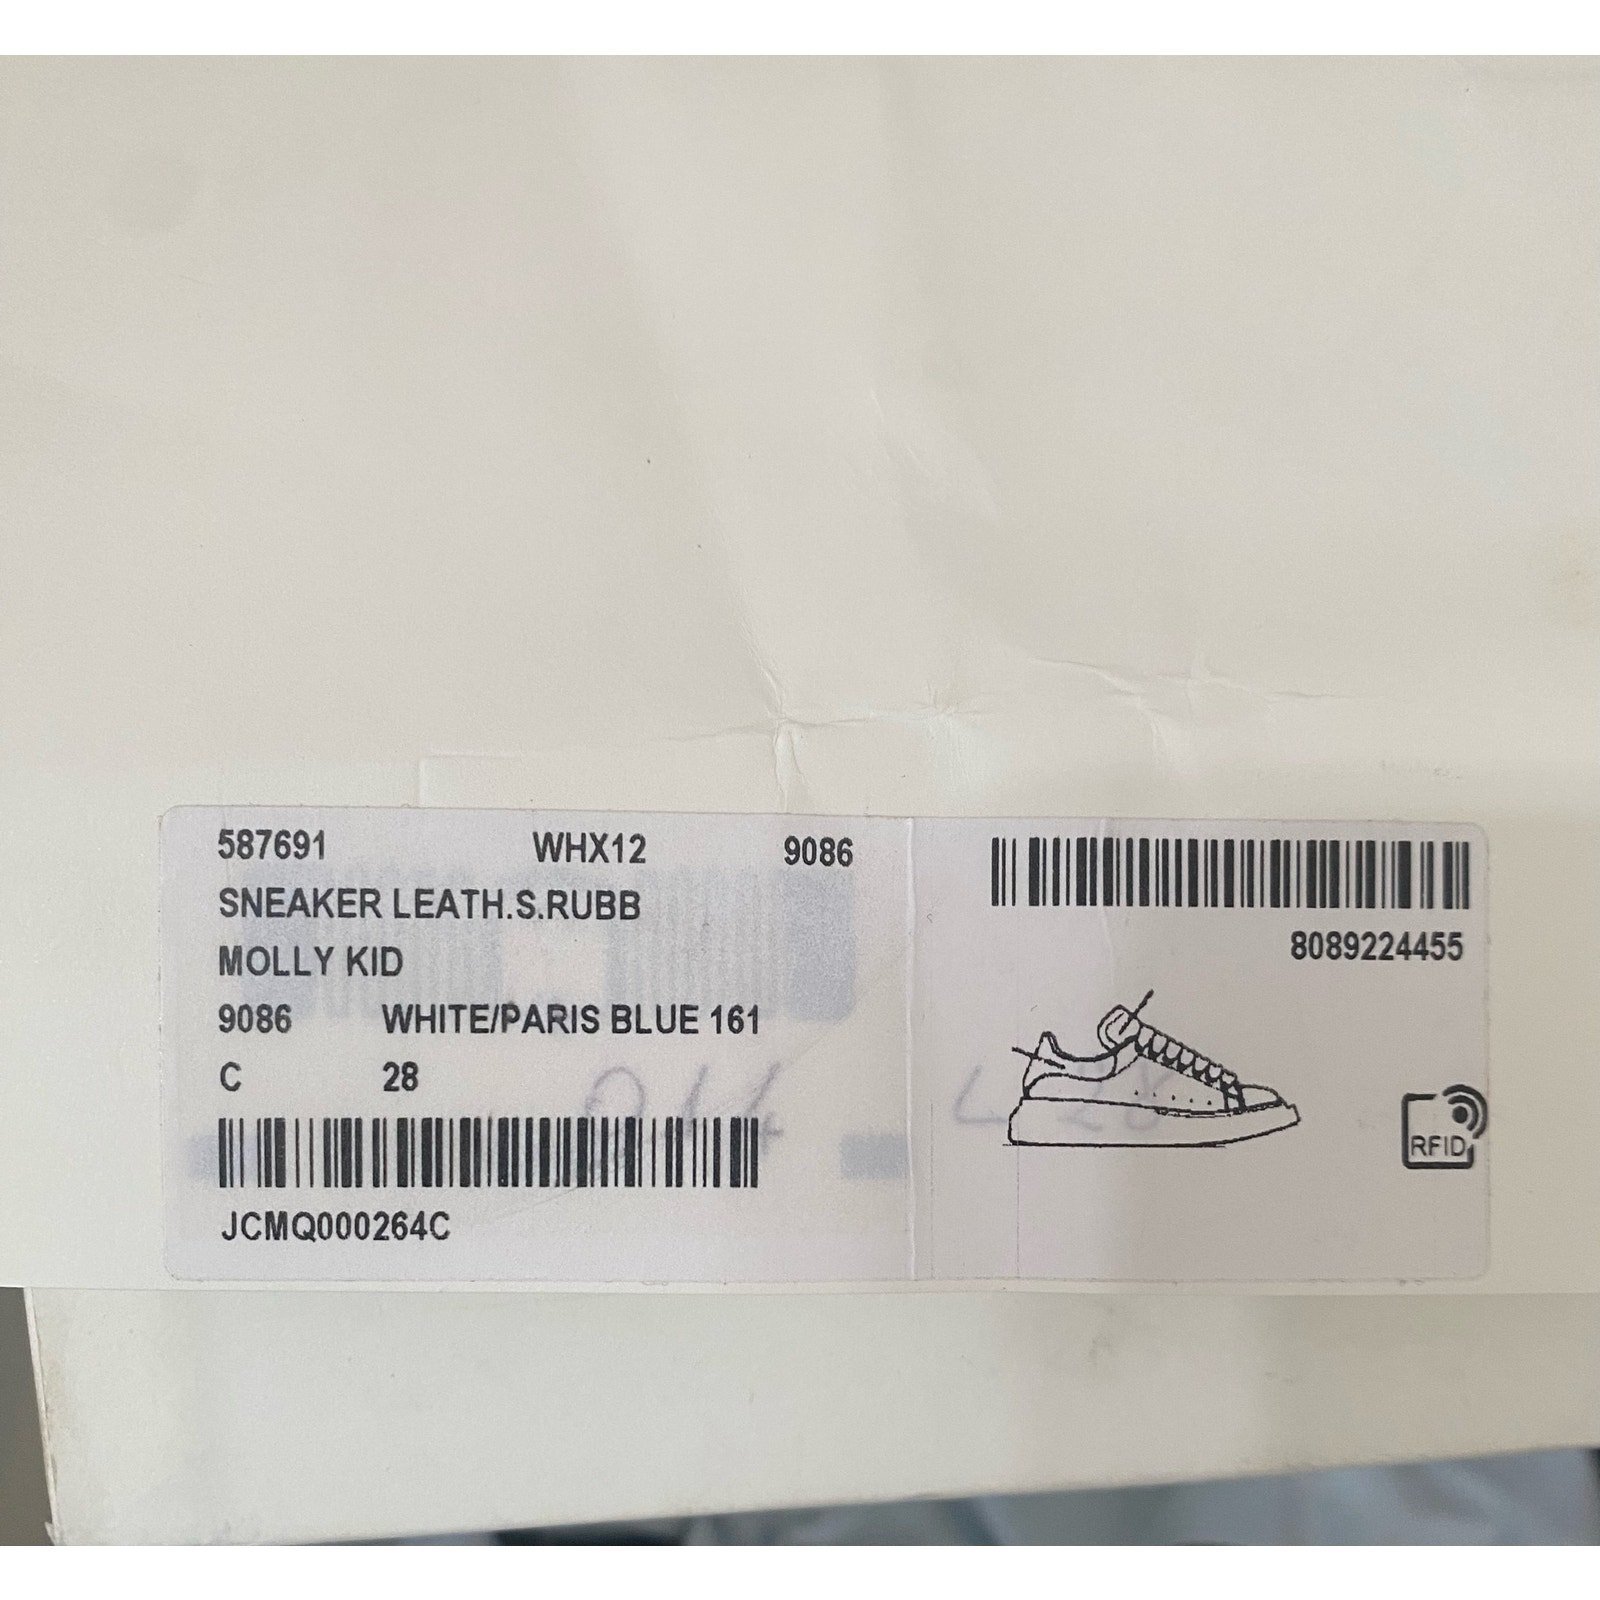 587691 WHX12 9086
SNEAKER LEATH.S.RUBB
MOLLY KID
9086 WHITE/PARIS BLUE 161
C 28
JCMQ000264C
8089224455
RFID